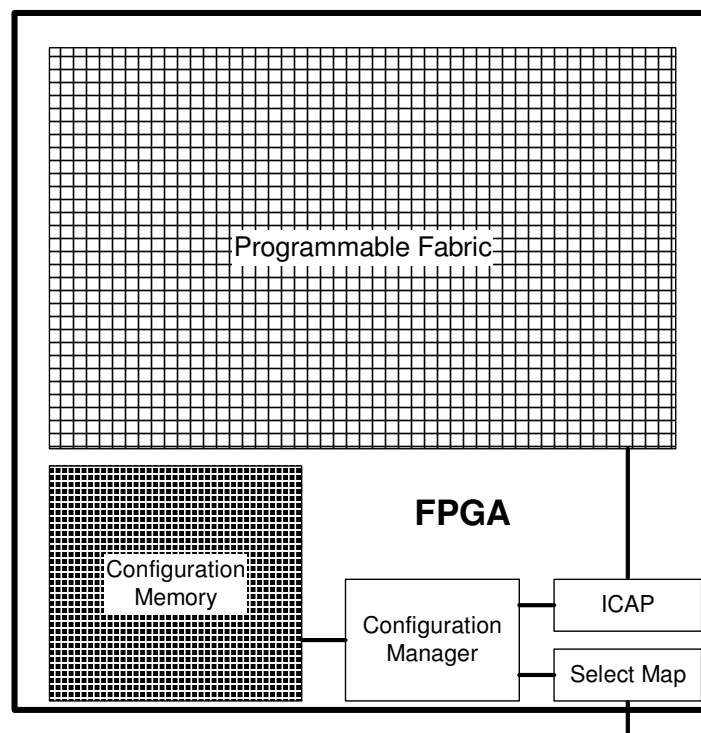 Programmable Fabric
FPGA
Configuration
Memory
Configuration
Manager
ICAP
Select Map